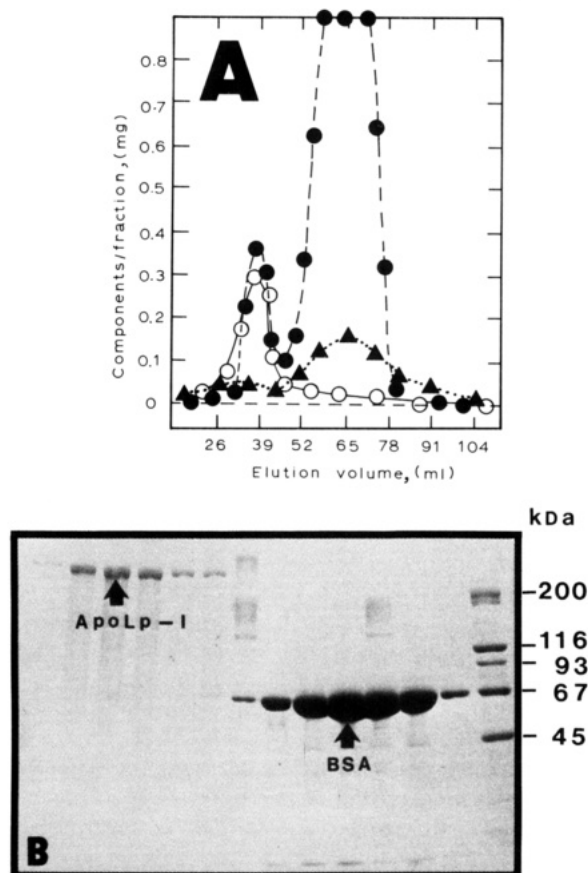 A
0.8
0.7
0.6
0.5
0.4
0.3
0.2
0.1
0
Components/fraction,(mg)
26 39 52 65 78 91 104
Elution volume,(ml)
kDa
-200
ApoLp-I
-116
-93
-67
-45
BSA
B